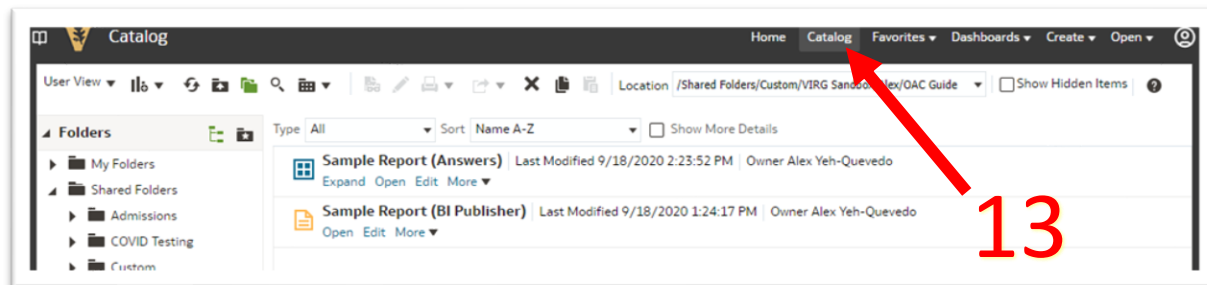 Catalog Home Catalog Favorites Dashboards Create Open
User View Location /Shared Folders/Custom/VIRG /OAC Guide Show Hidden Items
Folders Type All Sort Name A-Z Show More Details
My Folders
Shared Folders
Admissions
COVID Testing
Custom
Sample Report (Answers) Last Modified 9/18/2020 2:23:52 PM Owner Alex Yeh-Quevedo
Expand Open Edit More
Sample Report (BI Publisher) Last Modified 9/18/2020 1:24:17 PM Owner Alex Yeh-Quevedo
Open Edit More
13